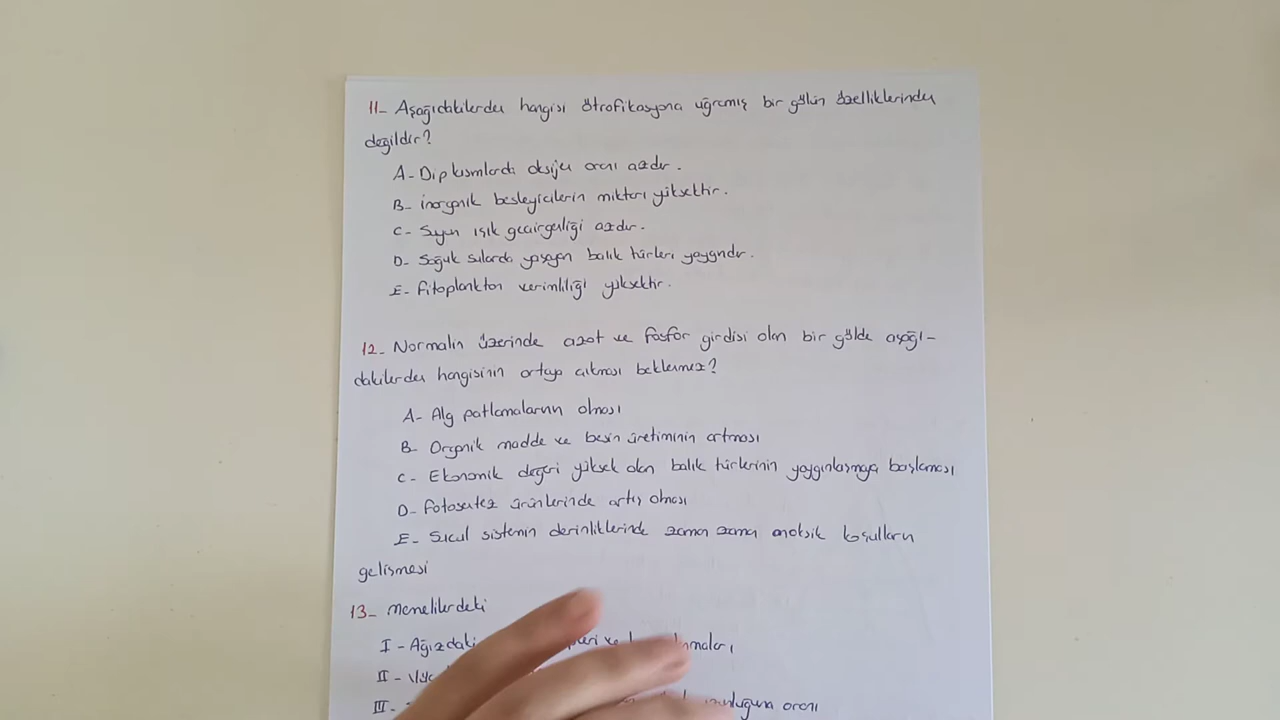 11- Aşağıdakilerden hangisi ötrofikasyona uğramış bir gölün özelliklerinden
değildir?
A- Dip kısımlarda oksijen oranı azdır.
B- inorganik besleyicilerin miktarı yüksektir.
C- Suyun ışık geçirgenliği azdır.
D- Soğuk sularda yaşayan balık türleri yaygındır.
E- Fitoplankton verimliliği yüksektir.
12- Normalin üzerinde azot ve fosfor girdisi olan bir gölde aşağı-
dakilerden hangisinin ortaya çıkması beklenmez?
A- Alg patlamalarının olması
B- Organik madde ve besin üretiminin artması
C- Ekonomik değeri yüksek olan balık türlerinin yaygınlaşmaya başlaması
D- Fotosentez ürünlerinde artış olması
E- Sucul sistemin derinliklerinde zaman zaman anoksik koşulların
gelişmesi
13- Memelilerdeki
I - Ağızdaki ve
II -
III - oranı